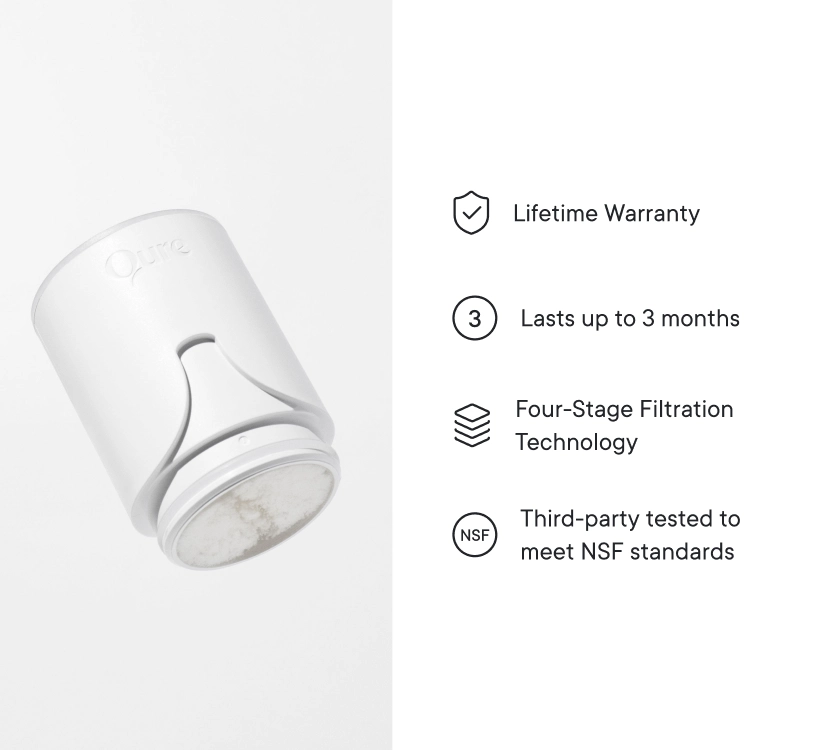 Qure
Lifetime Warranty
3
Lasts up to 3 months
Four-Stage Filtration
Technology
NSF
Third-party tested to
meet NSF standards